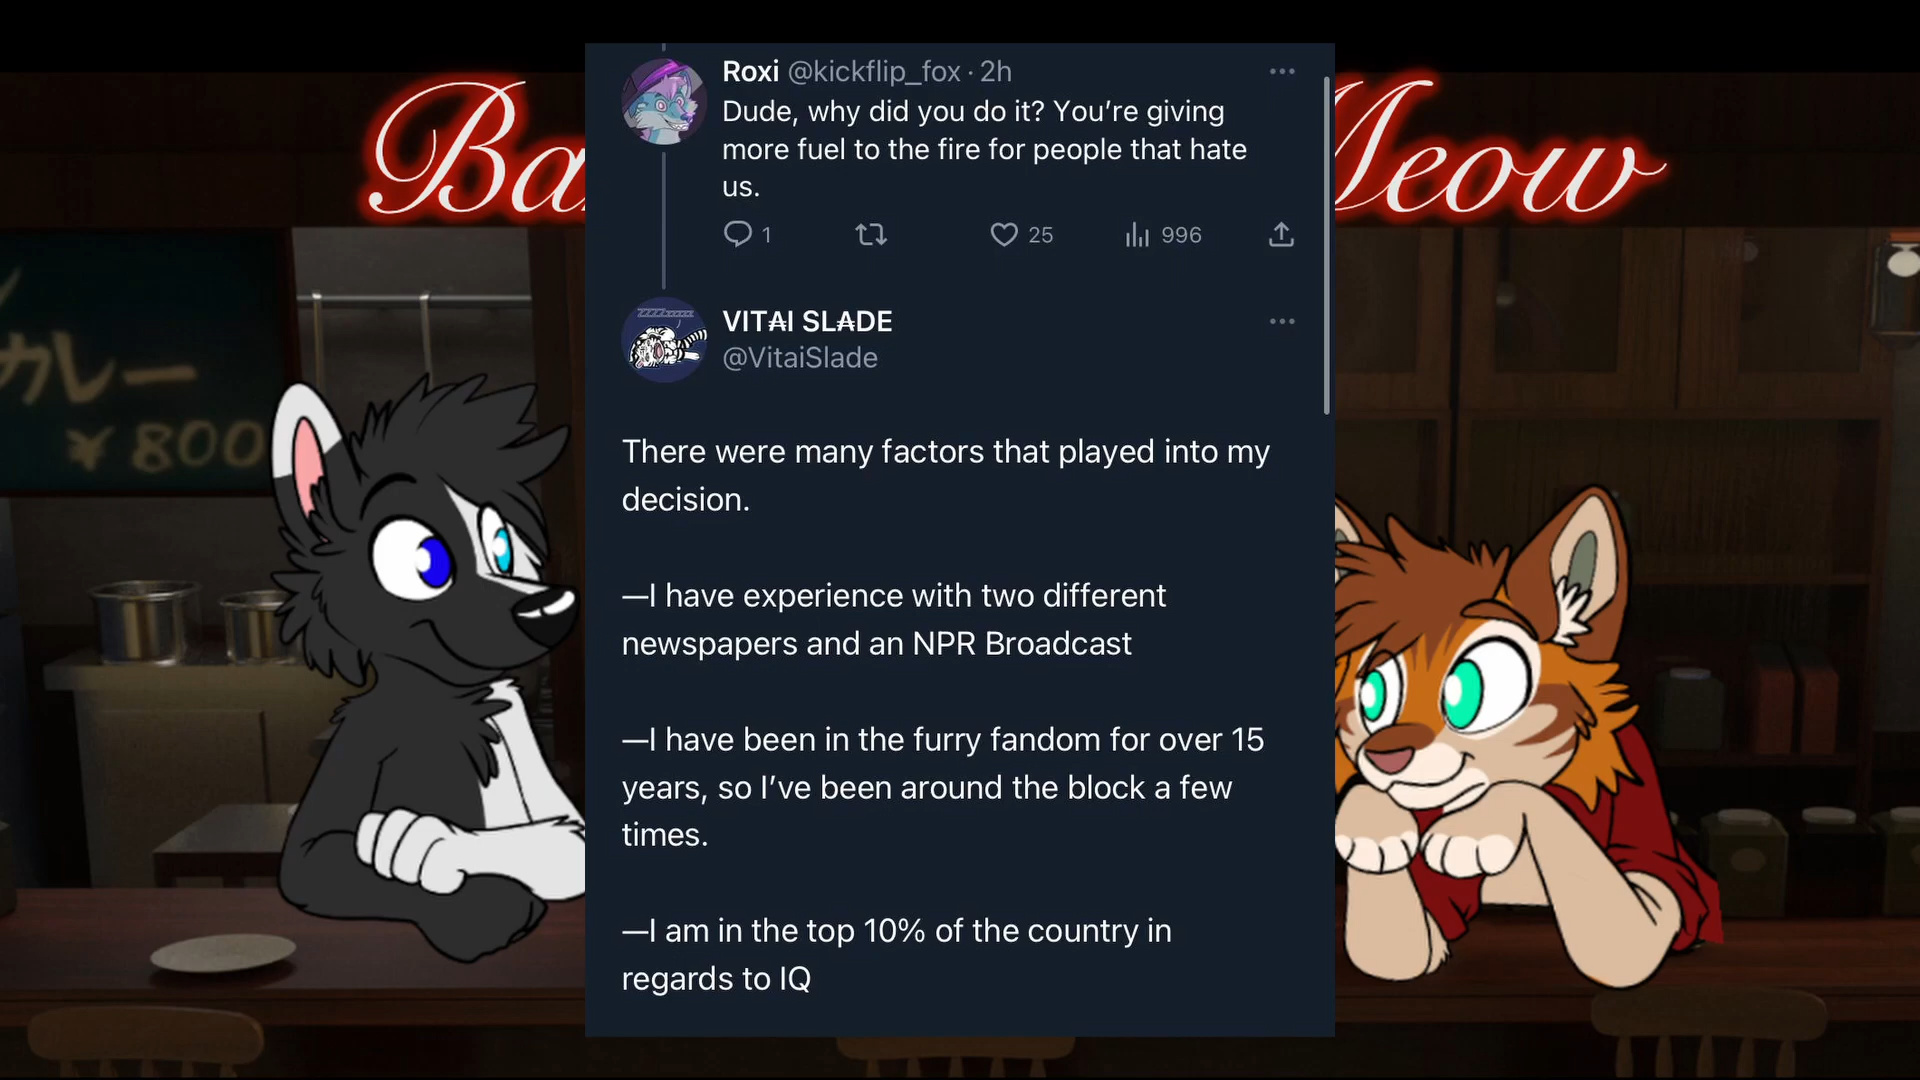 Ba
Meow
Roxi @kickflip_fox · 2h
Dude, why did you do it? You’re giving
more fuel to the fire for people that hate
us.
1 25 996
VITAI SLADE
@VitaiSlade
There were many factors that played into my
decision.
—I have experience with two different
newspapers and an NPR Broadcast
—I have been in the furry fandom for over 15
years, so I’ve been around the block a few
times.
—I am in the top 10% of the country in
regards to IQ
カレー
¥800